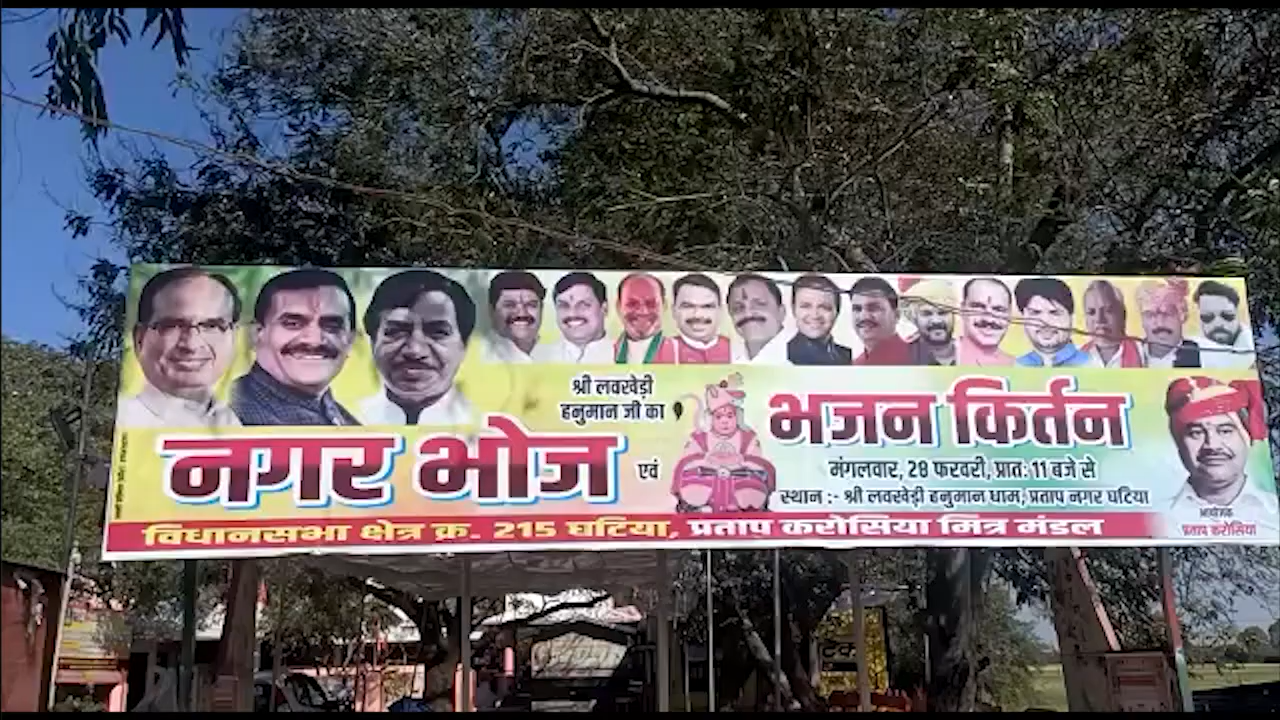 श्री लवखेड़ी
हनुमान जी का
नगर भोज
एवं
भजन किर्तन
मंगलवार, 28 फरवरी, प्रात: 11 बजे से
स्थान :- श्री लवखेड़ी हनुमान धाम, प्रताप नगर घटिया
आयोजक
प्रताप करोसिया
विधानसभा क्षेत्र क्र. 215 घटिया, प्रताप करोसिया मित्र मंडल